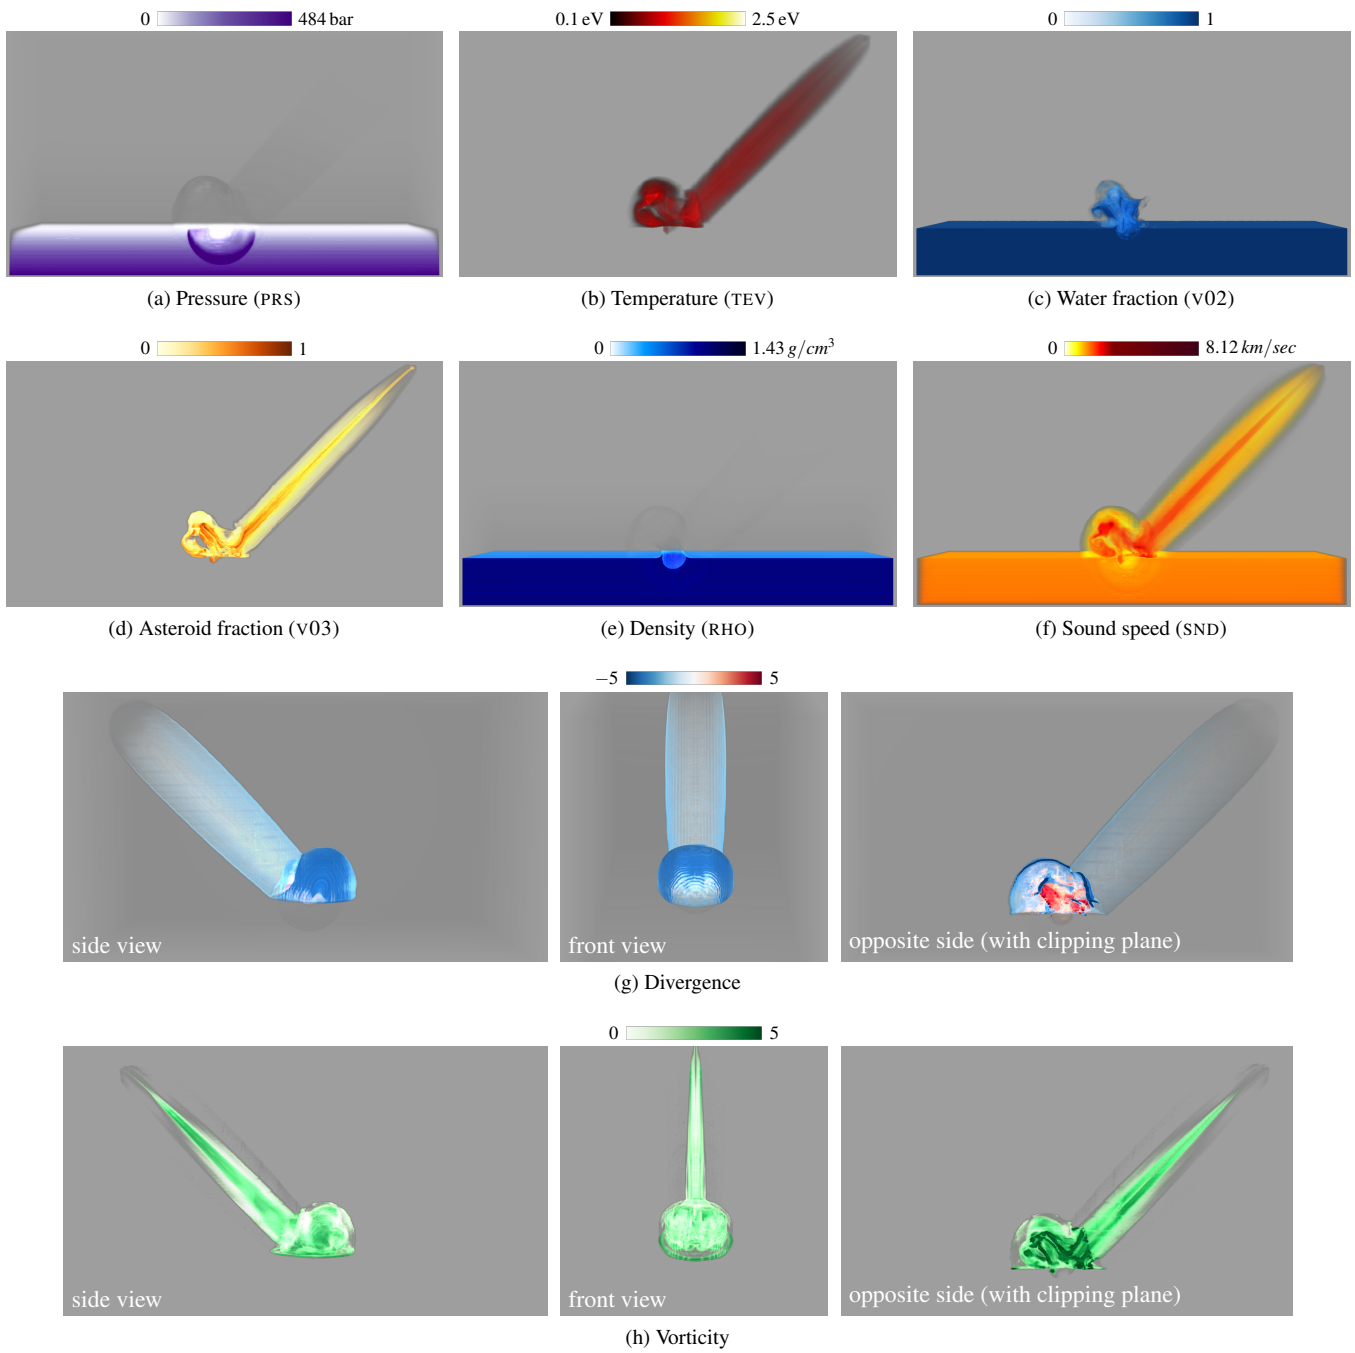 0 484 bar
0.1 eV 2.5 eV
0 1
(a) Pressure (PRS)
(b) Temperature (TEV)
(c) Water fraction (V02)
0 1
0 1.43 g/cm³
0 8.12 km/sec
(d) Asteroid fraction (V03)
(e) Density (RHO)
(f) Sound speed (SND)
−5 5
side view
front view
opposite side (with clipping plane)
(g) Divergence
0 5
side view
front view
opposite side (with clipping plane)
(h) Vorticity